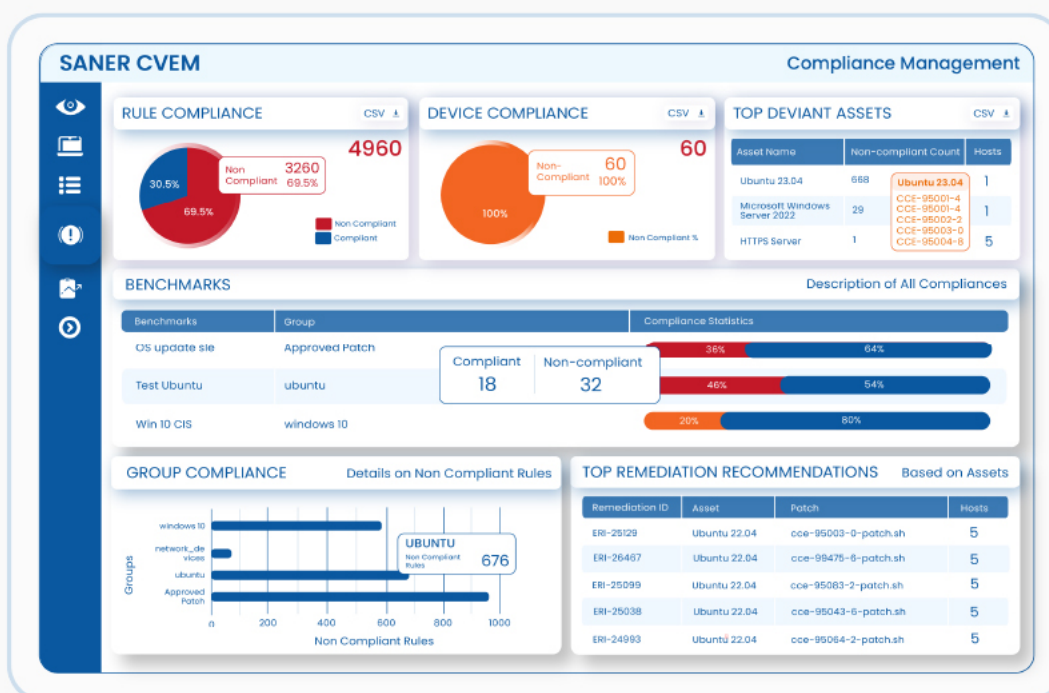 SANER CVEM
Compliance Management
RULE COMPLIANCE
CSV
4960
30.5%
69.5%
Non Compliant
3260
69.5%
Non Compliant
Compliant
DEVICE COMPLIANCE
CSV
60
100%
Non-Compliant
60
100%
Non Compliant %
TOP DEVIANT ASSETS
CSV
Asset Name Non-compliant Count Hosts
Ubuntu 23.04 668 1
Microsoft Windows
Server 2022 29 1
HTTPS Server 1 5
Ubuntu 23.04
CCE-95001-4
CCE-95001-4
CCE-95002-2
CCE-95003-0
CCE-95004-8
BENCHMARKS
Description of All Compliances
Benchmarks Group Compliance Statistics
OS update sle Approved Patch 36% 64%
Test Ubuntu ubuntu 46% 54%
Win 10 CIS windows 10 20% 80%
Compliant Non-compliant
18 32
GROUP COMPLIANCE
Details on Non Compliant Rules
Groups
windows 10
network_de
vices
ubuntu
Approved
Patch
UBUNTU
Non Compliant
Rules
676
0 200 400 600 800 1000
Non Compliant Rules
TOP REMEDIATION RECOMMENDATIONS
Based on Assets
Remediation ID Asset Patch Hosts
ERI-25129 Ubuntu 22.04 cce-95003-0-patch.sh 5
ERI-26467 Ubuntu 22.04 cce-99475-6-patch.sh 5
ERI-25099 Ubuntu 22.04 cce-95083-2-patch.sh 5
ERI-25038 Ubuntu 22.04 cce-95043-6-patch.sh 5
ERI-24993 Ubuntu 22.04 cce-95064-2-patch.sh 5